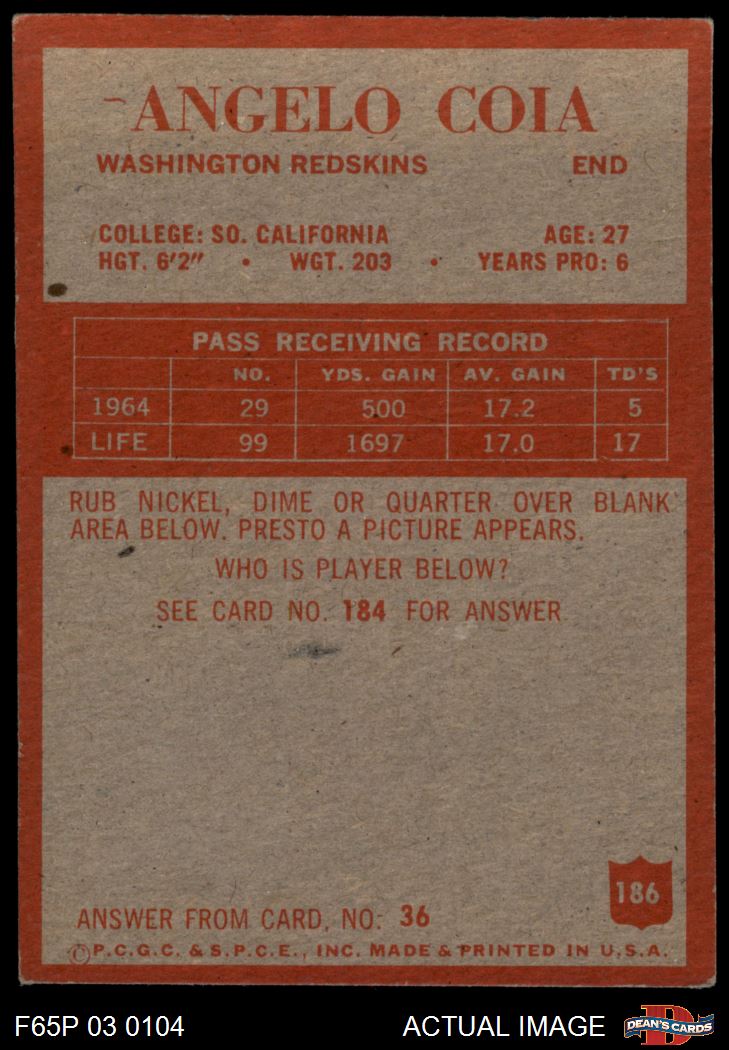 ANGELO COIA
WASHINGTON REDSKINS END
COLLEGE: SO. CALIFORNIA AGE: 27
HGT. 6'2" • WGT. 203 • YEARS PRO: 6
PASS RECEIVING RECORD
NO. YDS. GAIN AV. GAIN TD'S
1964 29 500 17.2 5
LIFE 99 1697 17.0 17
RUB NICKEL, DIME OR QUARTER OVER BLANK
AREA BELOW. PRESTO A PICTURE APPEARS.
WHO IS PLAYER BELOW?
SEE CARD NO. 184 FOR ANSWER
186
ANSWER FROM CARD, NO: 36
©P.C.G.C. & S.P.C.E., INC. MADE & PRINTED IN U.S.A.
F65P 03 0104 ACTUAL IMAGE D DEAN'S CARDS